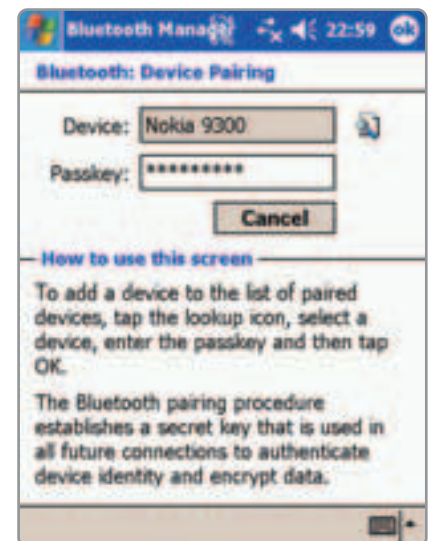 Bluetooth Manager 22:59 ok
Bluetooth: Device Pairing
Device: Nokia 9300
Passkey: *********
Cancel
How to use this screen
To add a device to the list of paired
devices, tap the lookup icon, select a
device, enter the passkey and then tap
OK.
The Bluetooth pairing procedure
establishes a secret key that is used in
all future connections to authenticate
device identity and encrypt data.